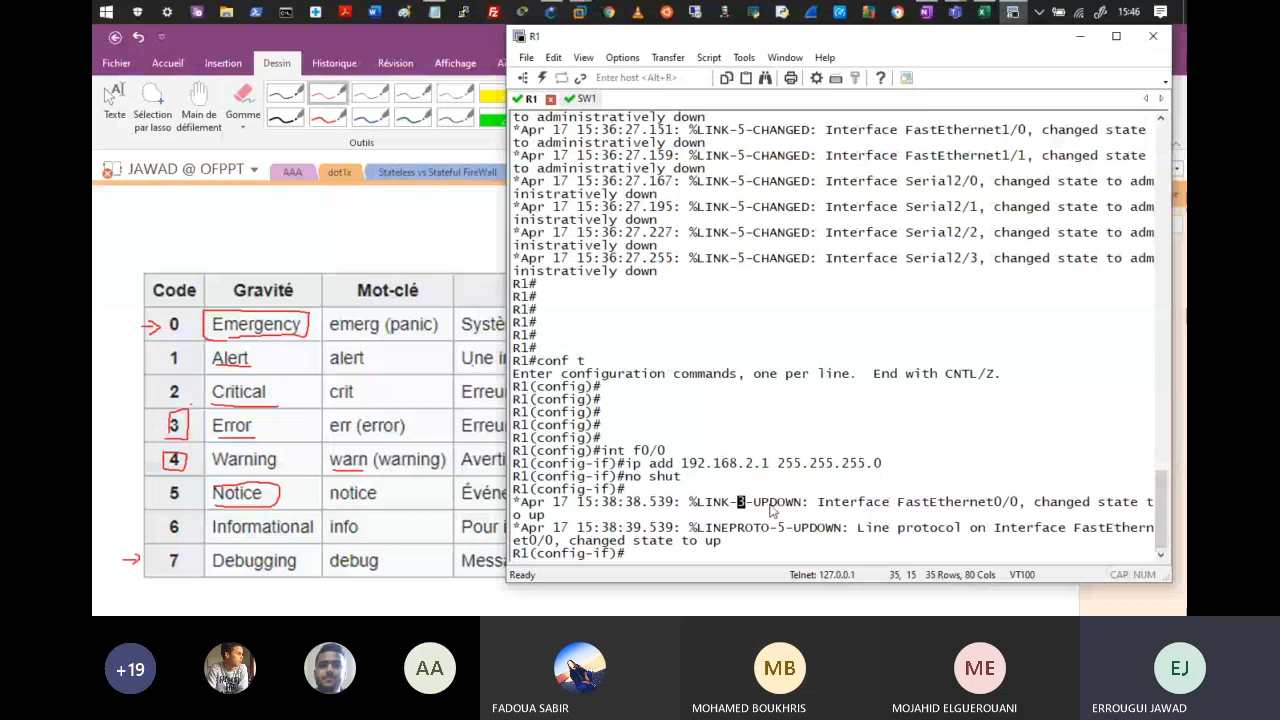 15:46
R1
File Edit View Options Transfer Script Tools Window Help
Enter host <Alt+R>
R1 SW1
Fichier Accueil Insertion Dessin Historique Révision Affichage
Texte Sélection par lasso Main de défilement Gomme
Outils
JAWAD @ OFPPT AAA dot1x Stateless vs Stateful FireWall
Code Gravité Mot-clé
0 Emergency emerg (panic) Systè
1 Alert alert Une i
2 Critical crit Erreu
3 Error err (error) Erreu
4 Warning warn (warning) Averti
5 Notice notice Événe
6 Informational info Pour i
7 Debugging debug Messa
to administratively down
*Apr 17 15:36:27.151: %LINK-5-CHANGED: Interface FastEthernet1/0, changed state
to administratively down
*Apr 17 15:36:27.159: %LINK-5-CHANGED: Interface FastEthernet1/1, changed state
to administratively down
*Apr 17 15:36:27.167: %LINK-5-CHANGED: Interface Serial2/0, changed state to adm
inistratively down
*Apr 17 15:36:27.195: %LINK-5-CHANGED: Interface Serial2/1, changed state to adm
inistratively down
*Apr 17 15:36:27.227: %LINK-5-CHANGED: Interface Serial2/2, changed state to adm
inistratively down
*Apr 17 15:36:27.255: %LINK-5-CHANGED: Interface Serial2/3, changed state to adm
inistratively down
R1#
R1#
R1#
R1#
R1#
R1#
R1#conf t
Enter configuration commands, one per line.  End with CNTL/Z.
R1(config)#
R1(config)#
R1(config)#
R1(config)#
R1(config)#
R1(config)#int f0/0
R1(config-if)#ip add 192.168.2.1 255.255.255.0
R1(config-if)#no shut
R1(config-if)#
*Apr 17 15:38:38.539: %LINK-3-UPDOWN: Interface FastEthernet0/0, changed state t
o up
*Apr 17 15:38:39.539: %LINEPROTO-5-UPDOWN: Line protocol on Interface FastEthern
et0/0, changed state to up
R1(config-if)#
Ready Telnet: 127.0.0.1 35, 15 35 Rows, 80 Cols VT100 CAP NUM
+19 AA MB ME EJ
FADOUA SABIR MOHAMED BOUKHRIS MOJAHID ELGUEROUANI ERROUGUI JAWAD